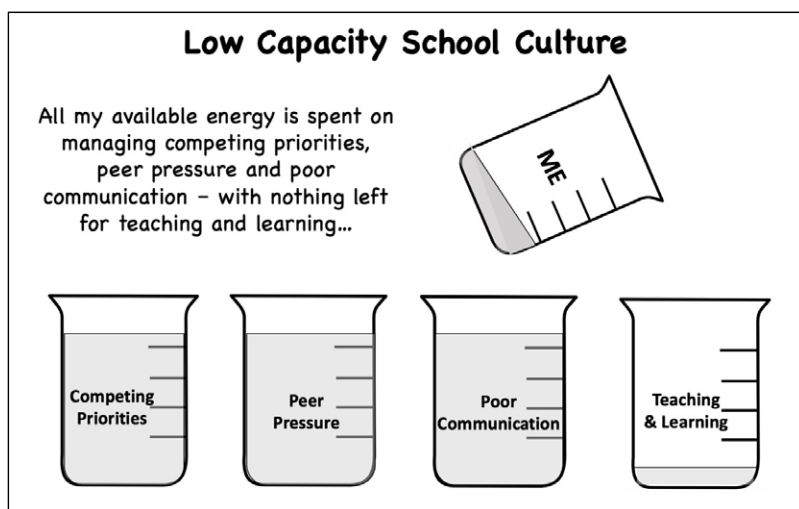 Low Capacity School Culture
All my available energy is spent on
managing competing priorities,
peer pressure and poor
communication – with nothing left
for teaching and learning...
ME
Competing
Priorities
Peer
Pressure
Poor
Communication
Teaching
& Learning